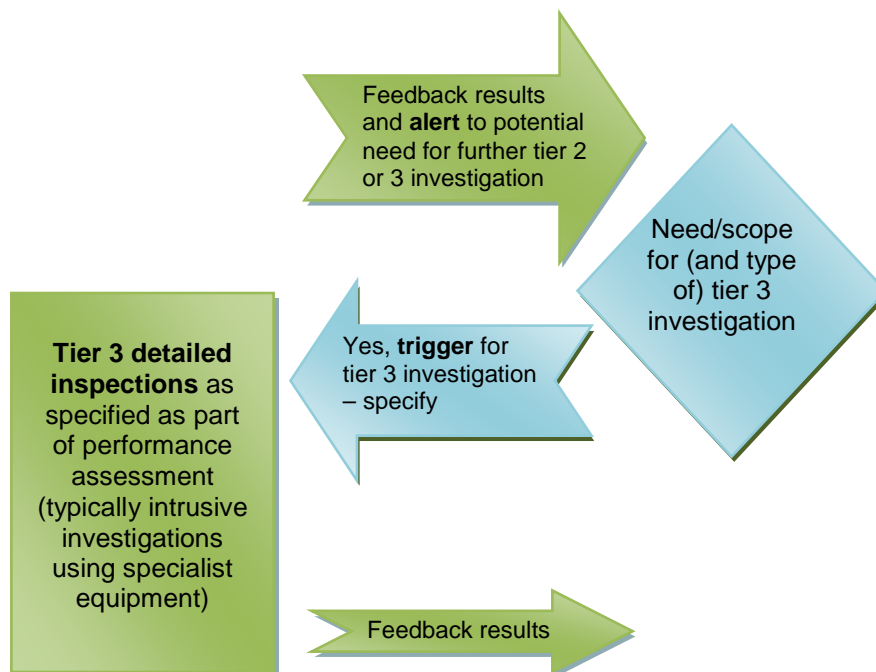 Feedback results
and alert to potential
need for further tier 2
or 3 investigation
Need/scope
for (and type
of) tier 3
investigation
Yes, trigger for
tier 3 investigation
– specify
Tier 3 detailed
inspections as
specified as part
of performance
assessment
(typically intrusive
investigations
using specialist
equipment)
Feedback results